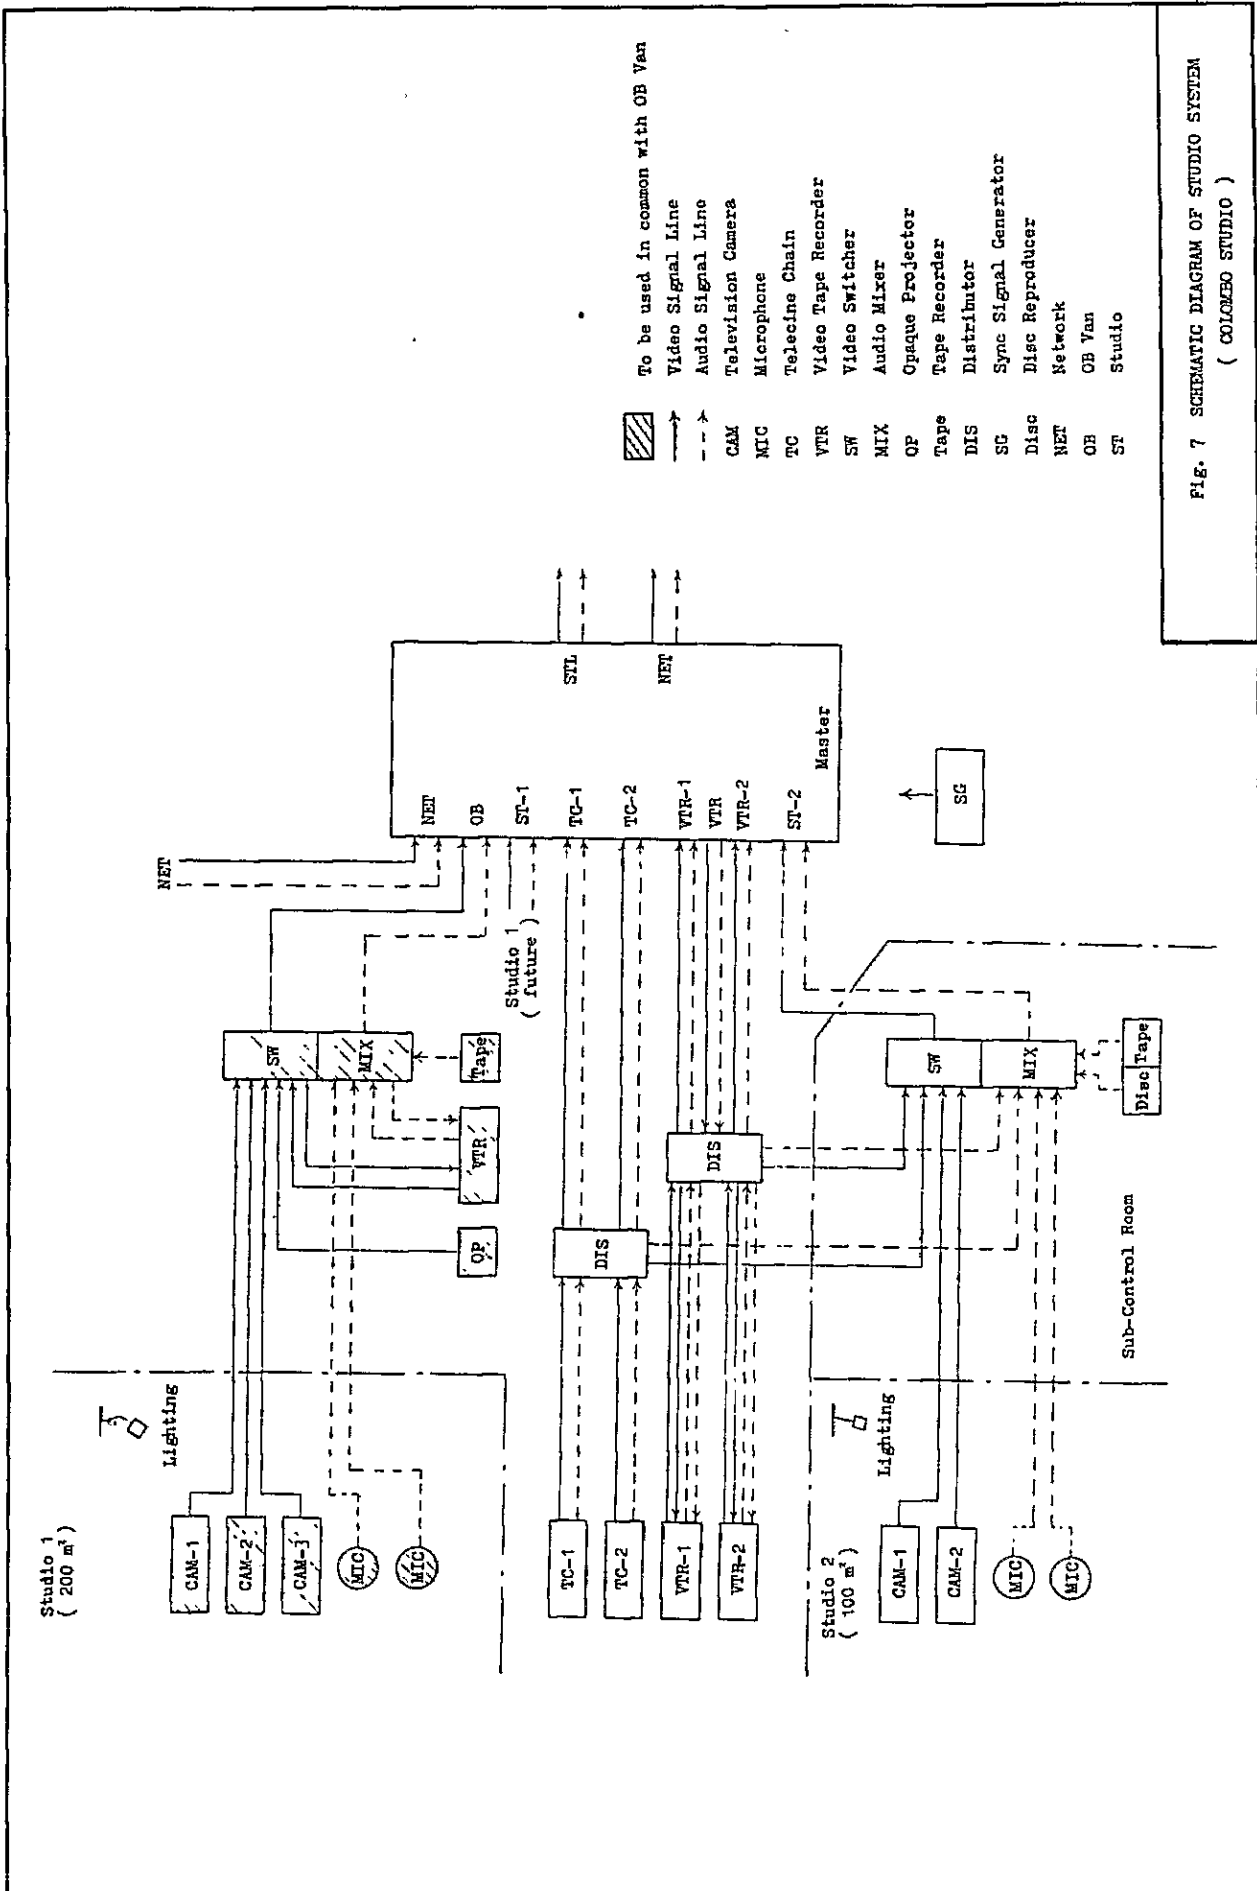 Studio 1
( 200 m² )
CAM-1
CAM-2
CAM-3
MIC
MIC
Lighting
OP
VTR
Tape
SW
MIX
NET
Studio 1
( future )
TC-1
TC-2
VTR-1
VTR-2
DIS
DIS
NET
OB
ST-1
TC-1
TC-2
VTR-1
VTR
VTR-2
ST-2
Master
STL
NET
SG
Studio 2
( 100 m² )
CAM-1
CAM-2
MIC
MIC
Lighting
Sub-Control Room
SW
MIX
Disc
Tape
To be used in common with OB Van
Video Signal Line
Audio Signal Line
CAM Television Camera
MIC Microphone
TC Telecine Chain
VTR Video Tape Recorder
SW Video Switcher
MIX Audio Mixer
OP Opaque Projector
Tape Tape Recorder
DIS Distributor
SG Sync Signal Generator
Disc Disc Reproducer
NET Network
OB OB Van
ST Studio
Fig. 7 SCHEMATIC DIAGRAM OF STUDIO SYSTEM
( COLOMBO STUDIO )